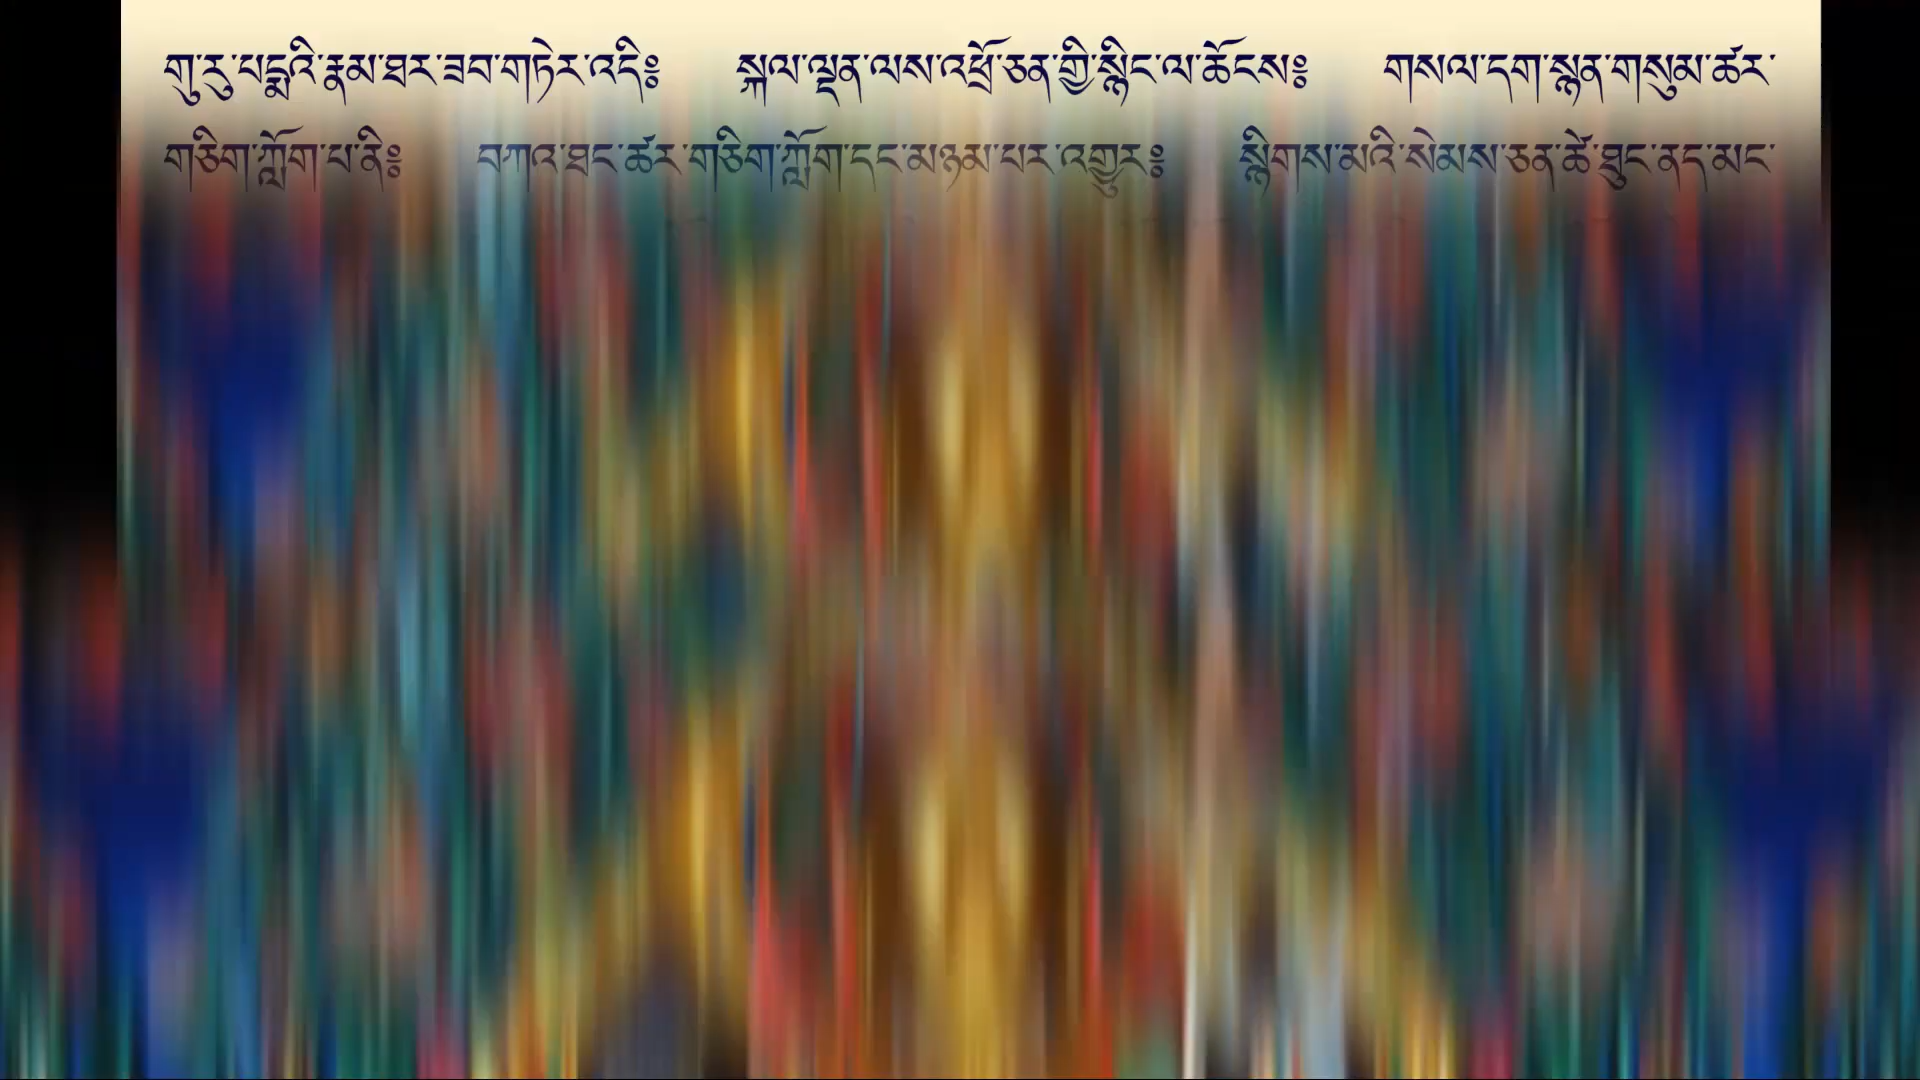 གུ་རུ་པདྨའི་རྣམ་ཐར་ཟབ་གཏེར་འདི༔ སྐལ་ལྡན་ལས་འཕྲོ་ཅན་གྱི་སྙིང་ལ་ཆོངས༔ གསལ་དག་སྙན་གསུམ་ཚར་
གཅིག་ཀློག་པ་ནི༔ བཀའ་ཐང་ཚར་གཅིག་ཀློག་དང་མཉམ་པར་འགྱུར༔ སྙིགས་མའི་སེམས་ཅན་ཚེ་ཐུང་ནད་མང་